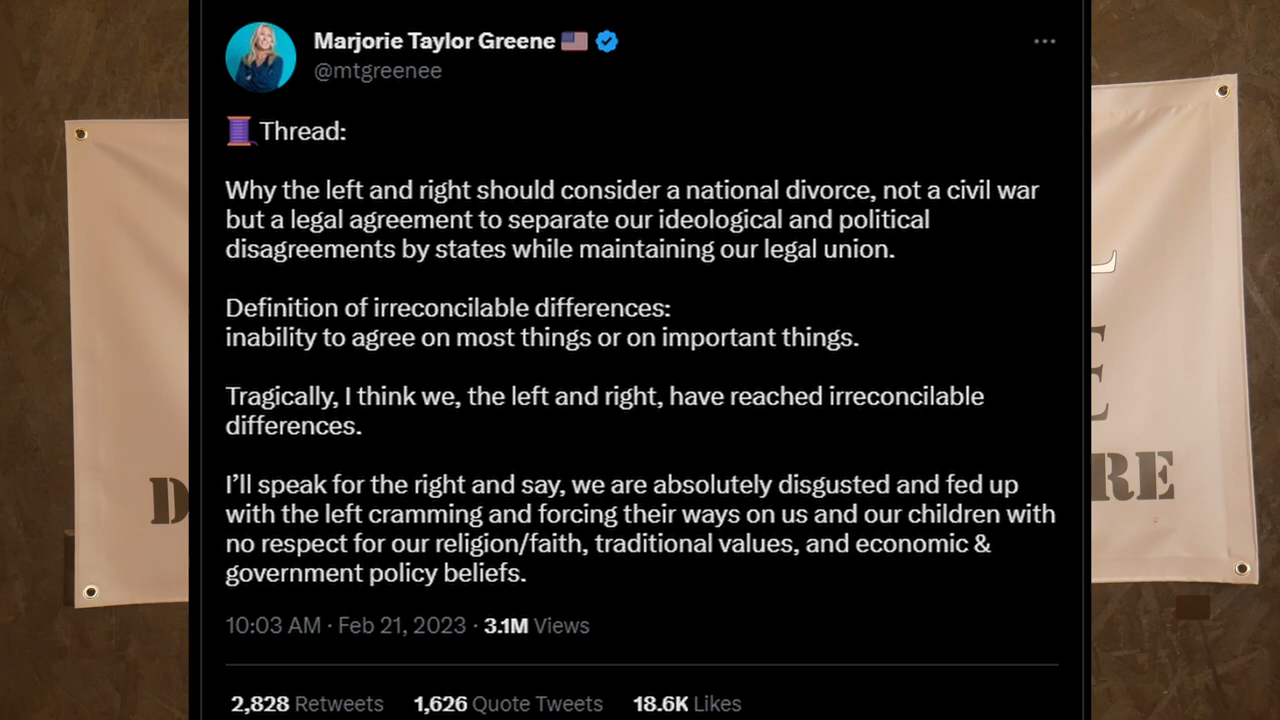 Marjorie Taylor Greene
@mtgreenee
Thread:
Why the left and right should consider a national divorce, not a civil war
but a legal agreement to separate our ideological and political
disagreements by states while maintaining our legal union.
Definition of irreconcilable differences:
inability to agree on most things or on important things.
Tragically, I think we, the left and right, have reached irreconcilable
differences.
I’ll speak for the right and say, we are absolutely disgusted and fed up
with the left cramming and forcing their ways on us and our children with
no respect for our religion/faith, traditional values, and economic &
government policy beliefs.
10:03 AM · Feb 21, 2023 · 3.1M Views
2,828 Retweets 1,626 Quote Tweets 18.6K Likes